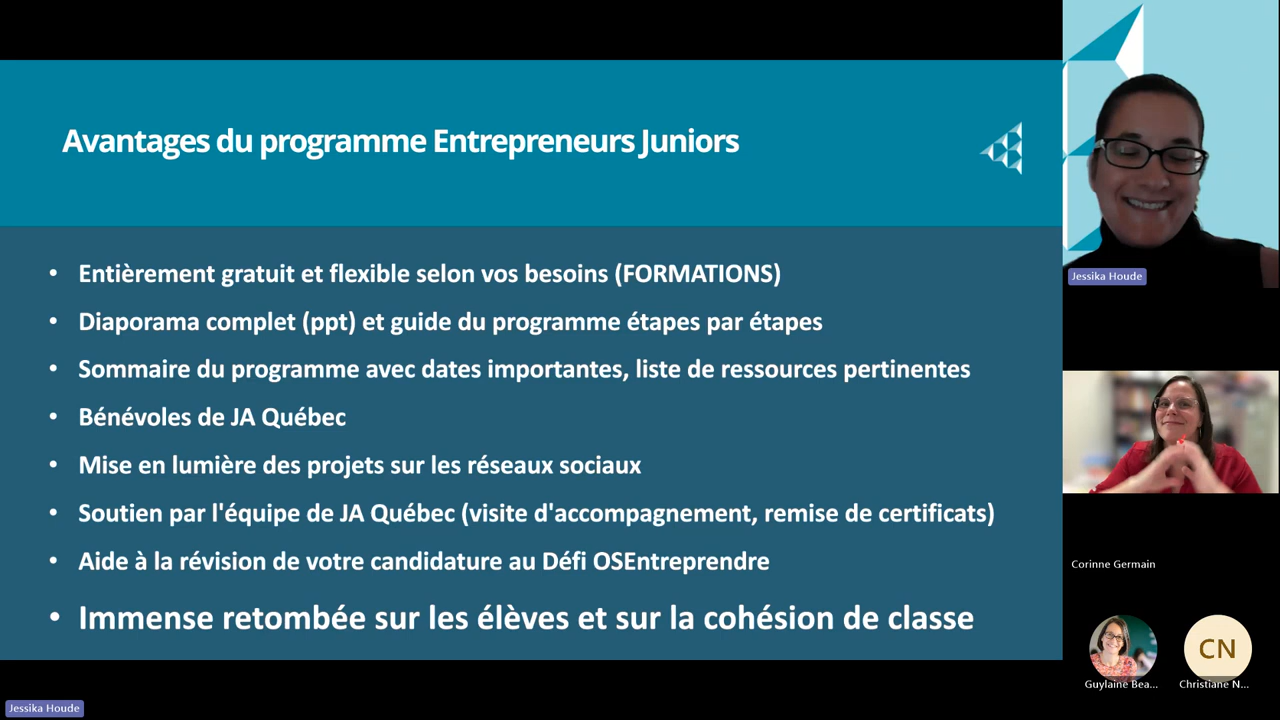 Avantages du programme Entrepreneurs Juniors
• Entièrement gratuit et flexible selon vos besoins (FORMATIONS)
• Diaporama complet (ppt) et guide du programme étapes par étapes
• Sommaire du programme avec dates importantes, liste de ressources pertinentes
• Bénévoles de JA Québec
• Mise en lumière des projets sur les réseaux sociaux
• Soutien par l'équipe de JA Québec (visite d'accompagnement, remise de certificats)
• Aide à la révision de votre candidature au Défi OSEntreprendre
• Immense retombée sur les élèves et sur la cohésion de classe
Jessika Houde
Corinne Germain
CN
Guylaine Bea...
Christiane N...
Jessika Houde